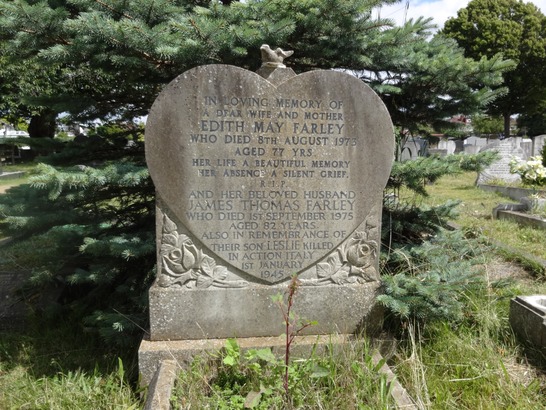 IN LOVING MEMORY OF
A DEAR WIFE AND MOTHER
EDITH MAY FARLEY
WHO DIED 8TH AUGUST 1973
AGED 77 YRS.
HER LIFE A BEAUTIFUL MEMORY
HER ABSENCE A SILENT GRIEF.
R.I.P.
AND HER BELOVED HUSBAND
JAMES THOMAS FARLEY
WHO DIED 1ST SEPTEMBER 1975
AGED 82 YEARS.
ALSO IN REMEMBRANCE OF
THEIR SON LESLIE KILLED
IN ACTION ITALY
1ST JANUARY
1945